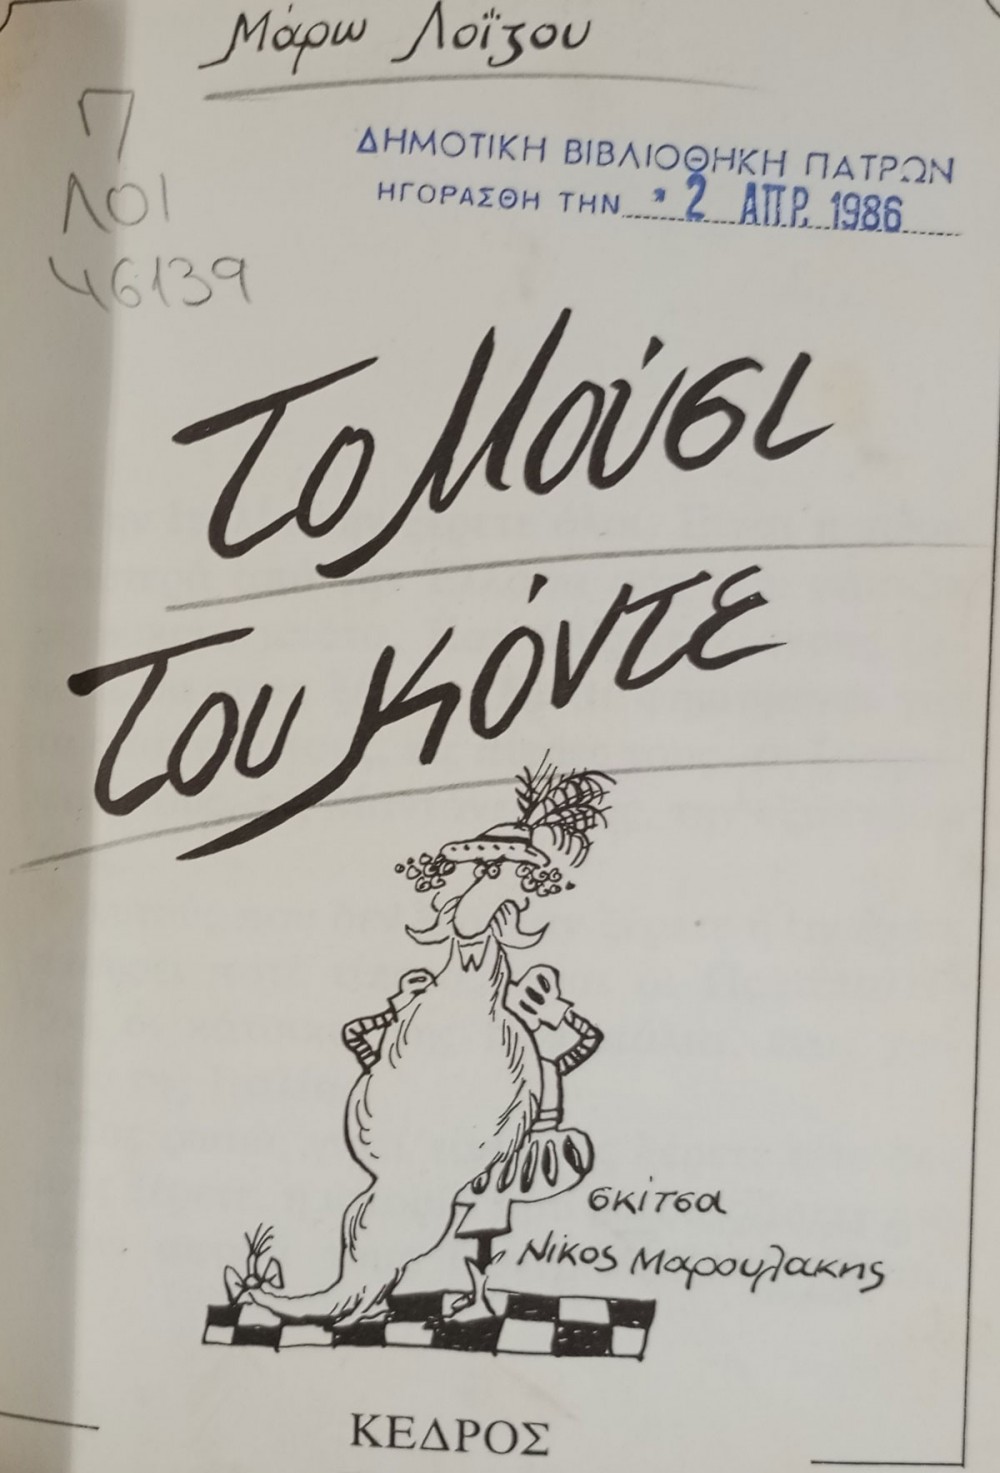 Μάρω Λοΐζου
Π
ΛΟΙ
46139
ΔΗΜΟΤΙΚΗ ΒΙΒΛΙΟΘΗΚΗ ΠΑΤΡΩΝ
ΗΓΟΡΑΣΘΗ ΤΗΝ * 2 ΑΠΡ. 1986
Το Μούσι
Του Κόντε
σκίτσα
Νίκος Μαρουλάκης
ΚΕΔΡΟΣ